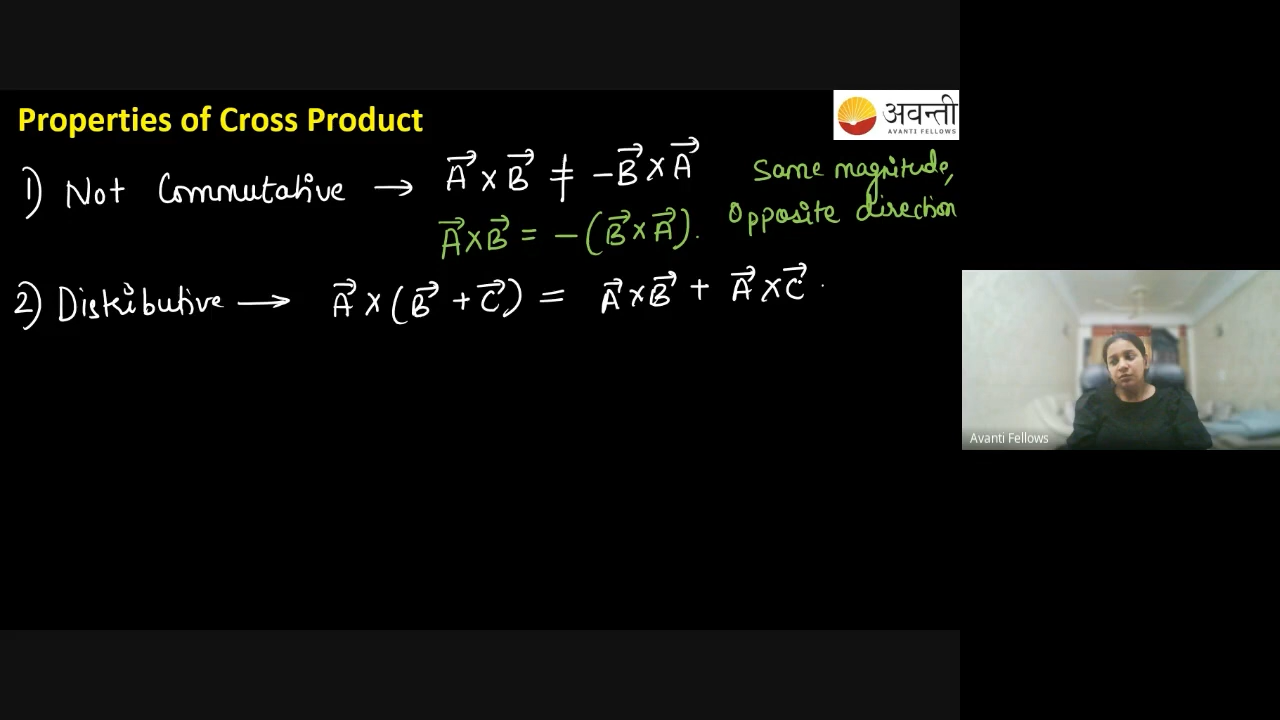 Properties of Cross Product
अवन्ती
AVANTI FELLOWS
1) Not Commutative → A⃗ × B⃗ ≠ -B⃗ × A⃗
Same magnitude,
Opposite direction
A⃗ × B⃗ = -(B⃗ × A⃗).
2) Distributive → A⃗ × (B⃗ + C⃗) = A⃗ × B⃗ + A⃗ × C⃗ .
Avanti Fellows